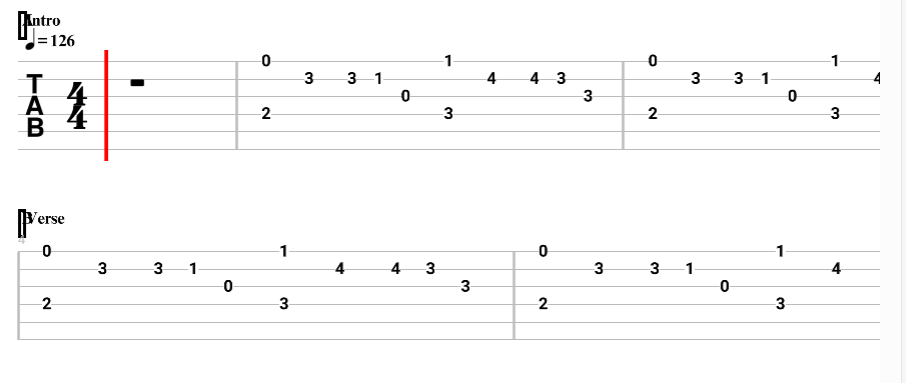 Intro
= 126
0 1 0 1
3 3 1 4 4 3 3 3 1 4
T 4 0 3 0
A 4 2 3 2 3
B
Verse
4
0 1 0 1
3 3 1 4 4 3 3 3 1 4
0 3 0
2 3 2 3